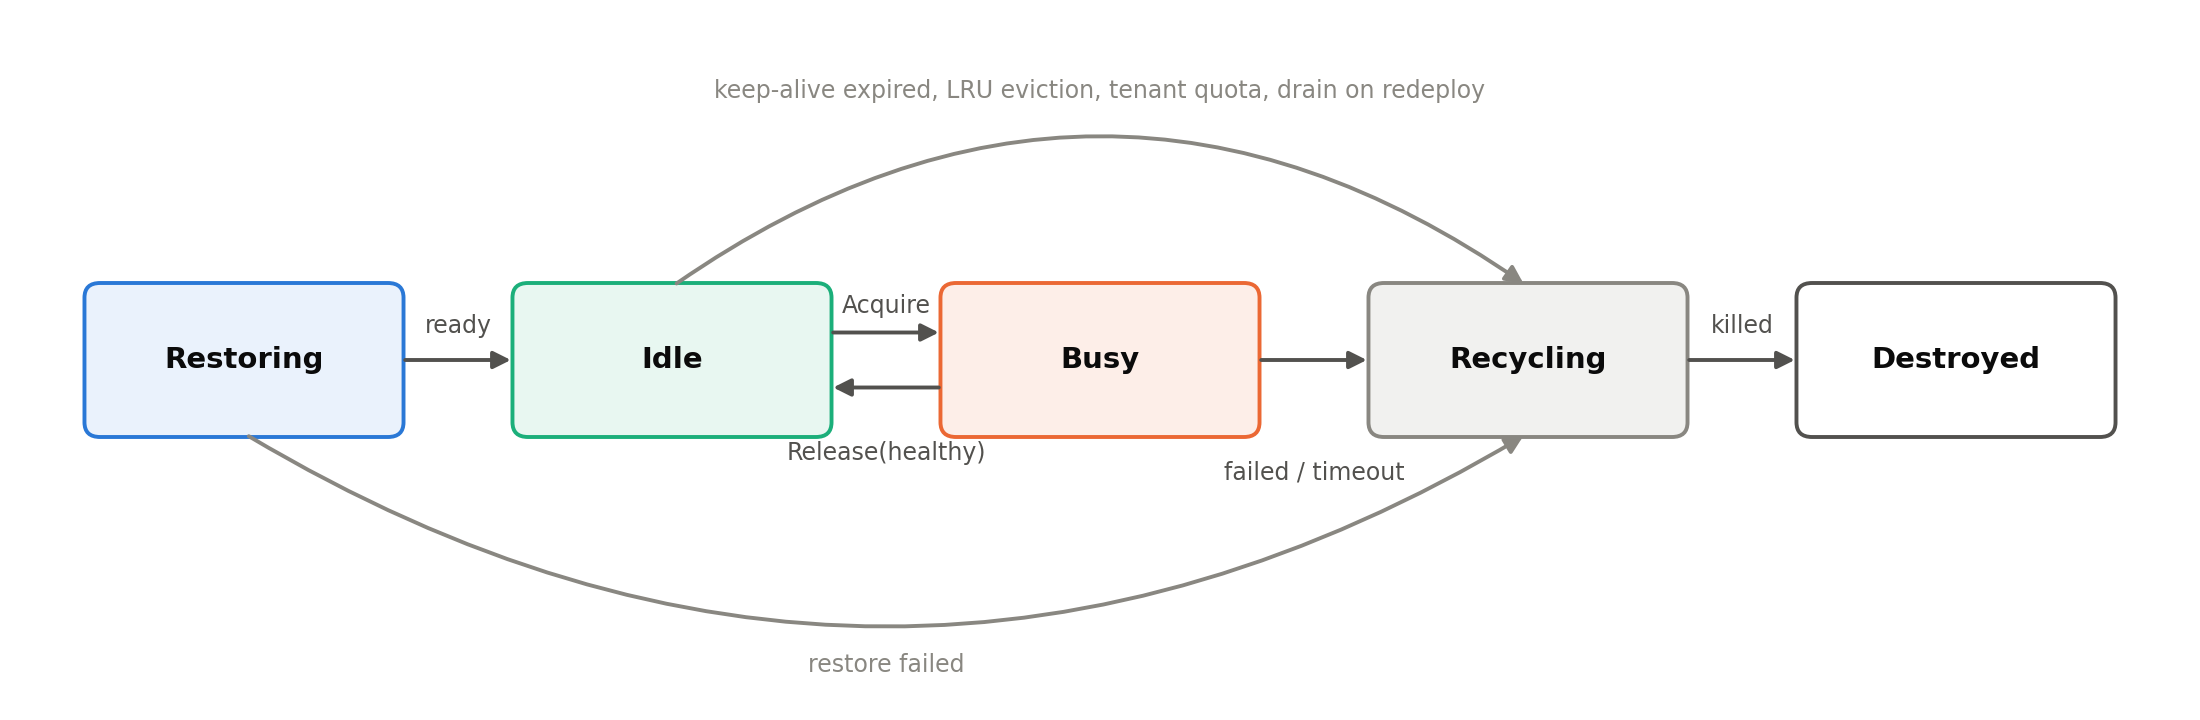 keep-alive expired, LRU eviction, tenant quota, drain on redeploy
Restoring
ready
Idle
Acquire
Release(healthy)
Busy
failed / timeout
Recycling
killed
Destroyed
restore failed